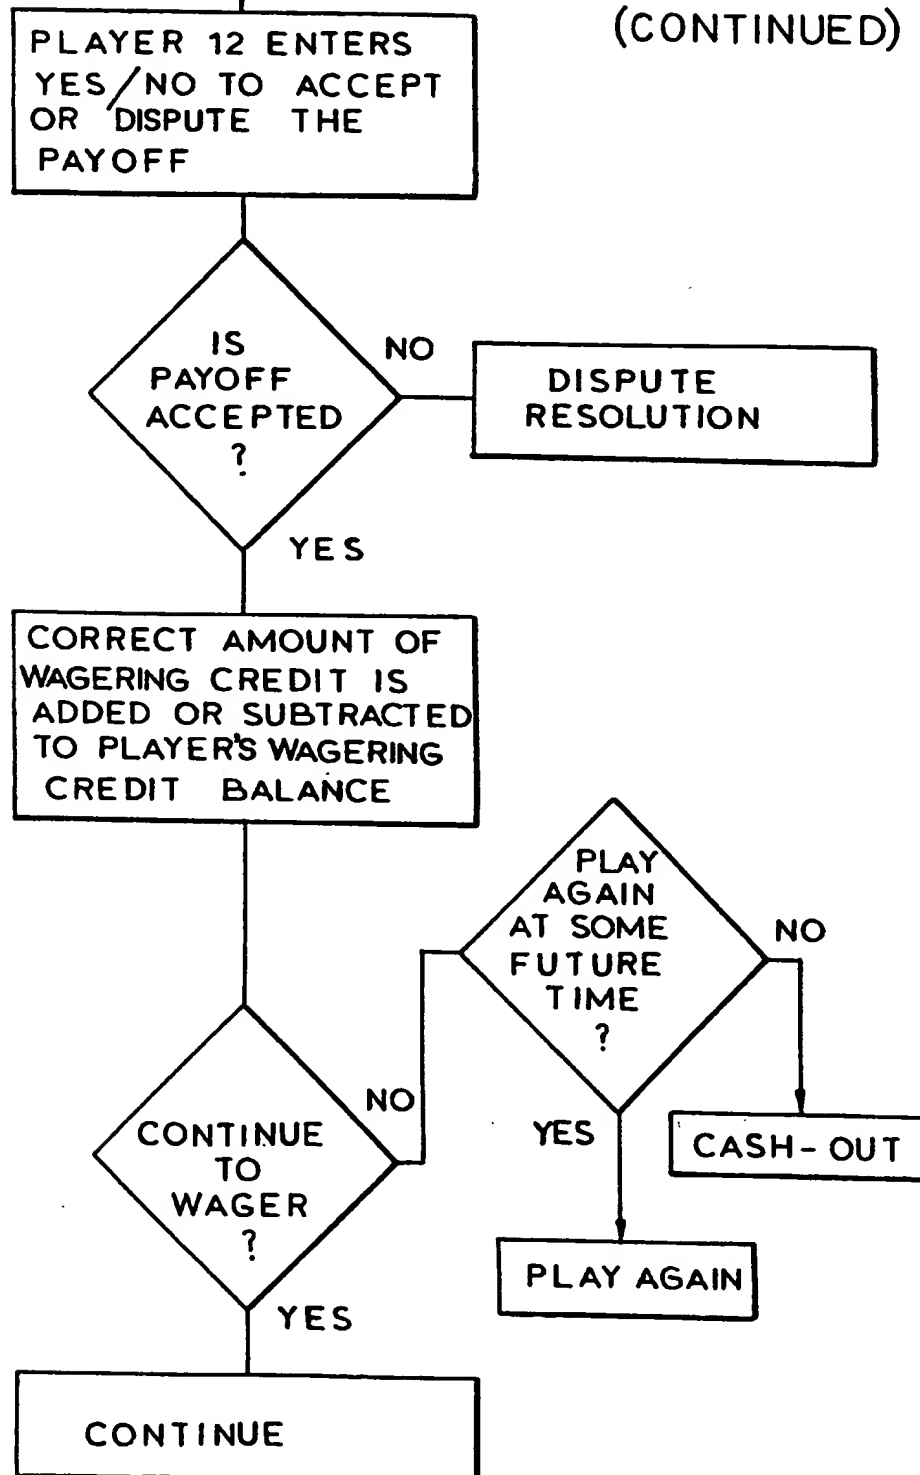 (CONTINUED)
PLAYER 12 ENTERS
YES/NO TO ACCEPT
OR DISPUTE THE
PAYOFF
IS
PAYOFF
ACCEPTED
?
NO
DISPUTE
RESOLUTION
YES
CORRECT AMOUNT OF
WAGERING CREDIT IS
ADDED OR SUBTRACTED
TO PLAYER'S WAGERING
CREDIT BALANCE
CONTINUE
TO
WAGER
?
NO
PLAY
AGAIN
AT SOME
FUTURE
TIME
?
NO
CASH-OUT
YES
PLAY AGAIN
YES
CONTINUE